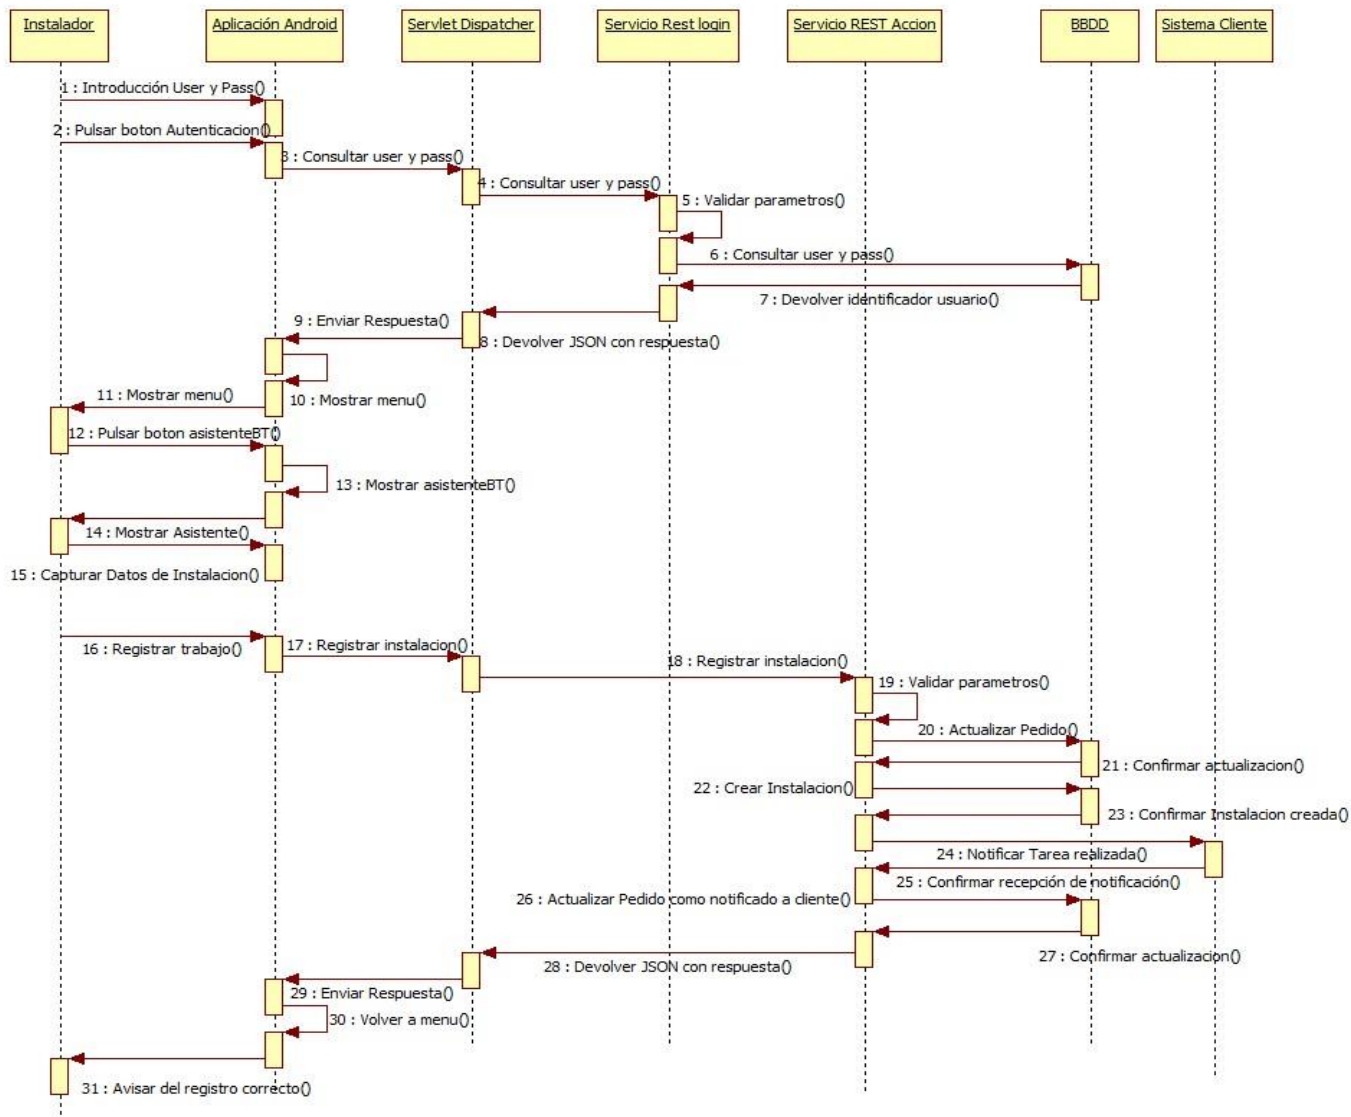 Instalador
Aplicación Android
Servlet Dispatcher
Servicio Rest login
Servicio REST Accion
BBDD
Sistema Cliente
1 : Introducción User y Pass()
2 : Pulsar boton Autenticacion()
3 : Consultar user y pass()
4 : Consultar user y pass()
5 : Validar parametros()
6 : Consultar user y pass()
7 : Devolver identificador usuario()
8 : Devolver JSON con respuesta()
9 : Enviar Respuesta()
10 : Mostrar menu()
11 : Mostrar menu()
12 : Pulsar boton asistenteBT()
13 : Mostrar asistenteBT()
14 : Mostrar Asistente()
15 : Capturar Datos de Instalacion()
16 : Registrar trabajo()
17 : Registrar instalacion()
18 : Registrar instalacion()
19 : Validar parametros()
20 : Actualizar Pedido()
21 : Confirmar actualizacion()
22 : Crear Instalacion()
23 : Confirmar Instalacion creada()
24 : Notificar Tarea realizada()
25 : Confirmar recepción de notificación()
26 : Actualizar Pedido como notificado a cliente()
27 : Confirmar actualizacion()
28 : Devolver JSON con respuesta()
29 : Enviar Respuesta()
30 : Volver a menu()
31 : Avisar del registro correcto()